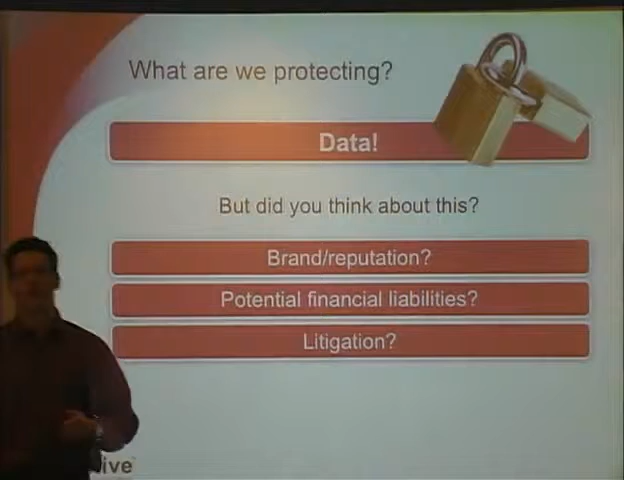 What are we protecting?
Data!
But did you think about this?
Brand/reputation?
Potential financial liabilities?
Litigation?
ive